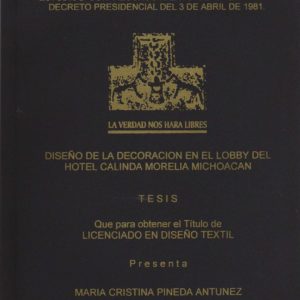 DECRETO PRESIDENCIAL DEL 3 DE ABRIL DE 1981.
LA VERDAD NOS HARA LIBRES
DISEÑO DE LA DECORACION EN EL LOBBY DEL
HOTEL CALINDA MORELIA MICHOACAN
TESIS
Que para obtener el Título de
LICENCIADO EN DISEÑO TEXTIL
Presenta
MARIA CRISTINA PINEDA ANTUNEZ